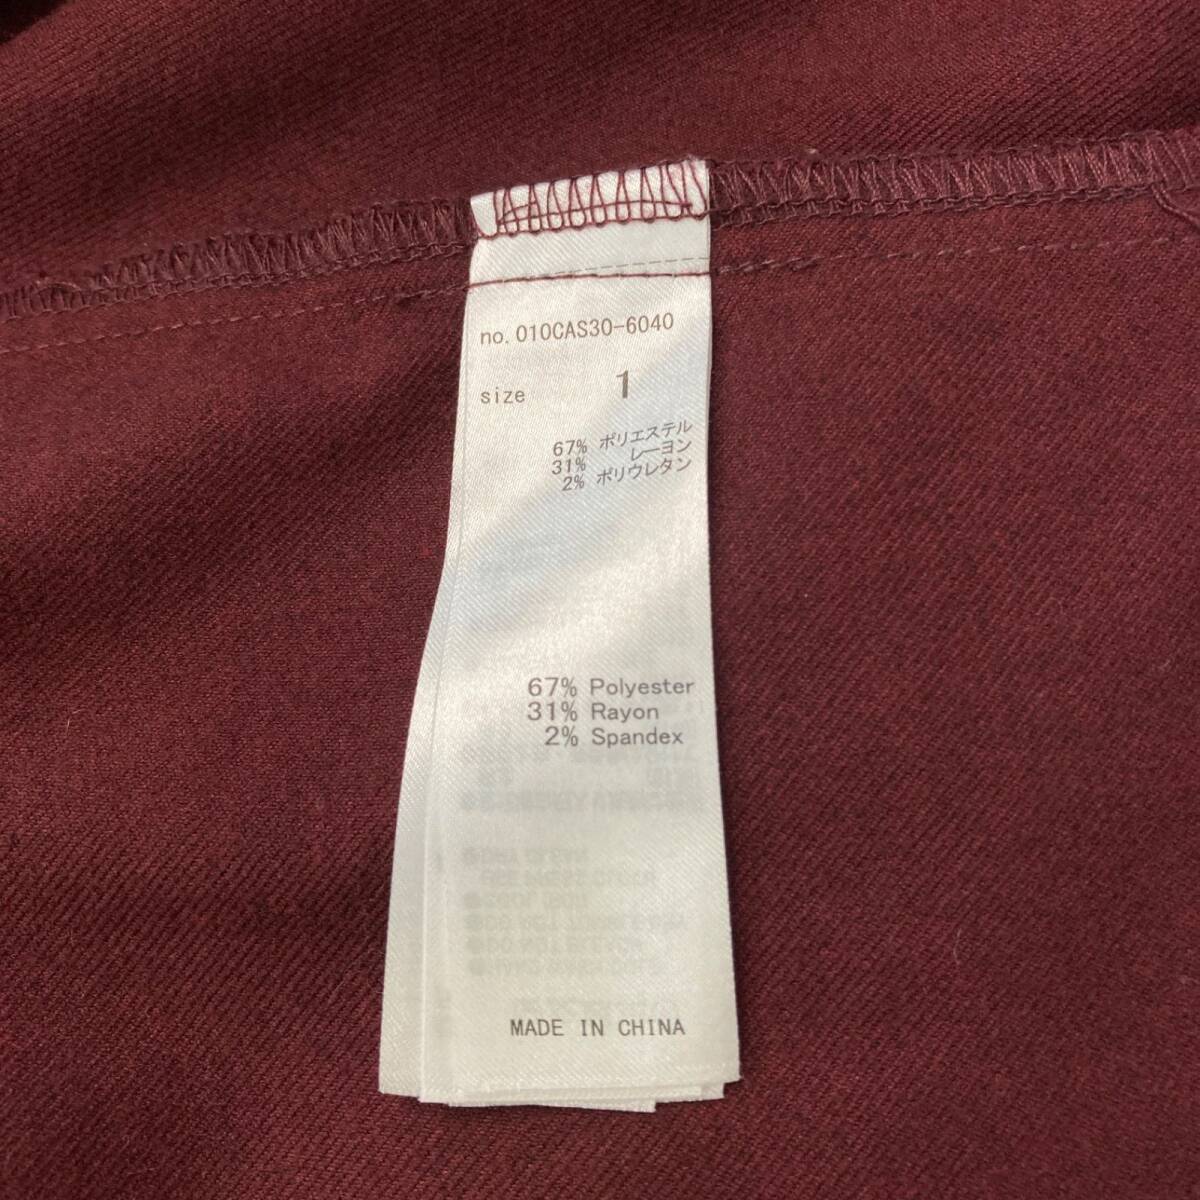 no. 010CAS30-6040
size 1
67% ポリエステル
31% レーヨン
2% ポリウレタン
67% Polyester
31% Rayon
2% Spandex
MADE IN CHINA